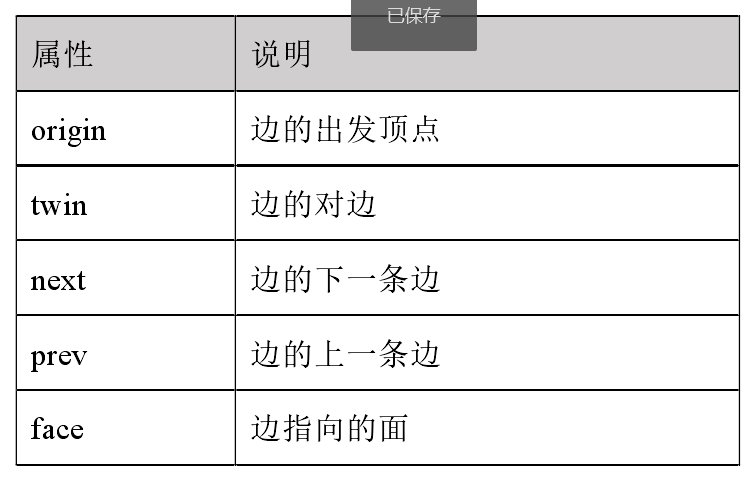 已保存
属性 说明
origin 边的出发顶点
twin 边的对边
next 边的下一条边
prev 边的上一条边
face 边指向的面